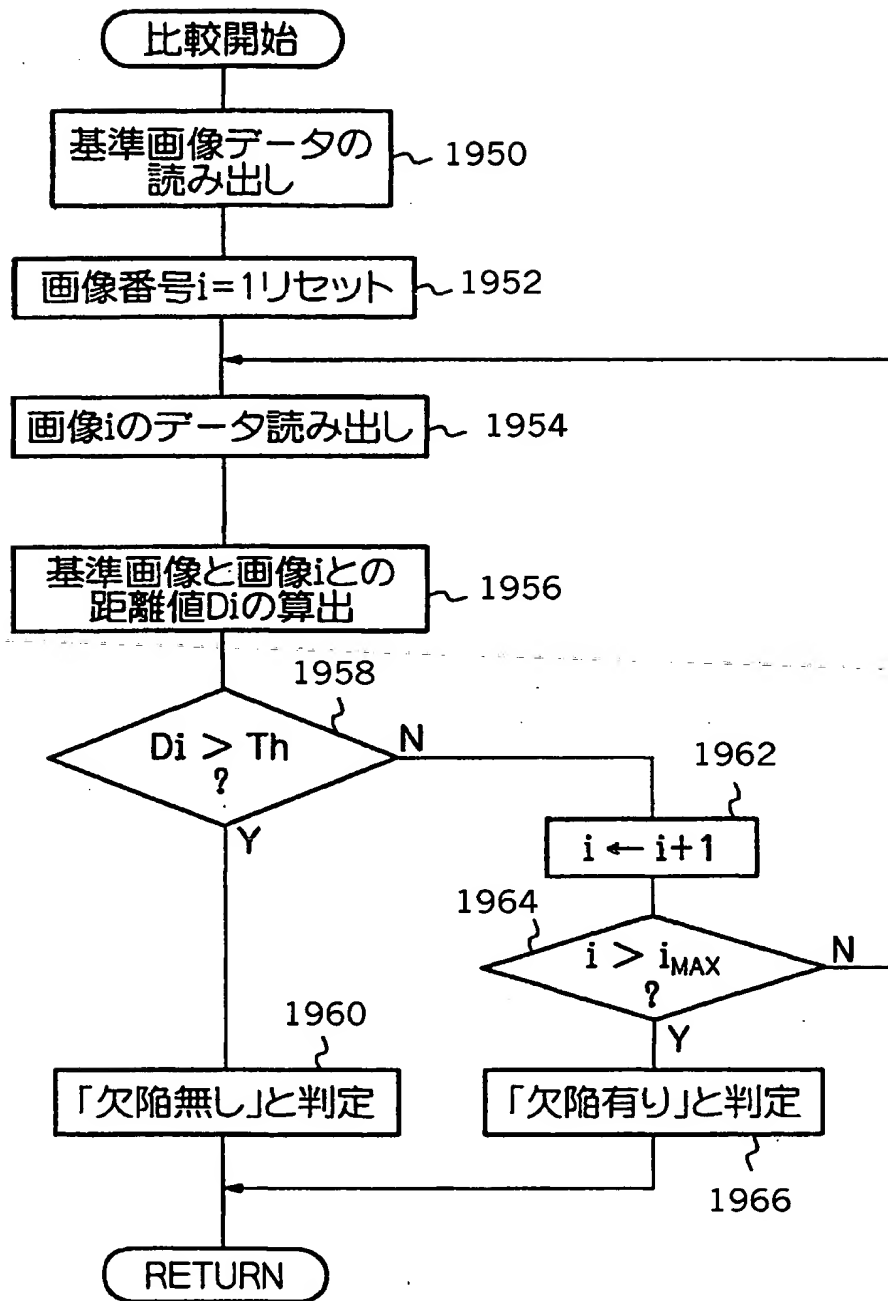 比較開始
基準画像データの
読み出し
1950
画像番号i=1リセット
1952
画像iのデータ読み出し
1954
基準画像と画像iとの
距離値Diの算出
1956
1958
Di > Th
?
N
Y
1962
i ← i+1
1964
i > iMAX
?
N
Y
1960
「欠陥無し」と判定
「欠陥有り」と判定
1966
RETURN